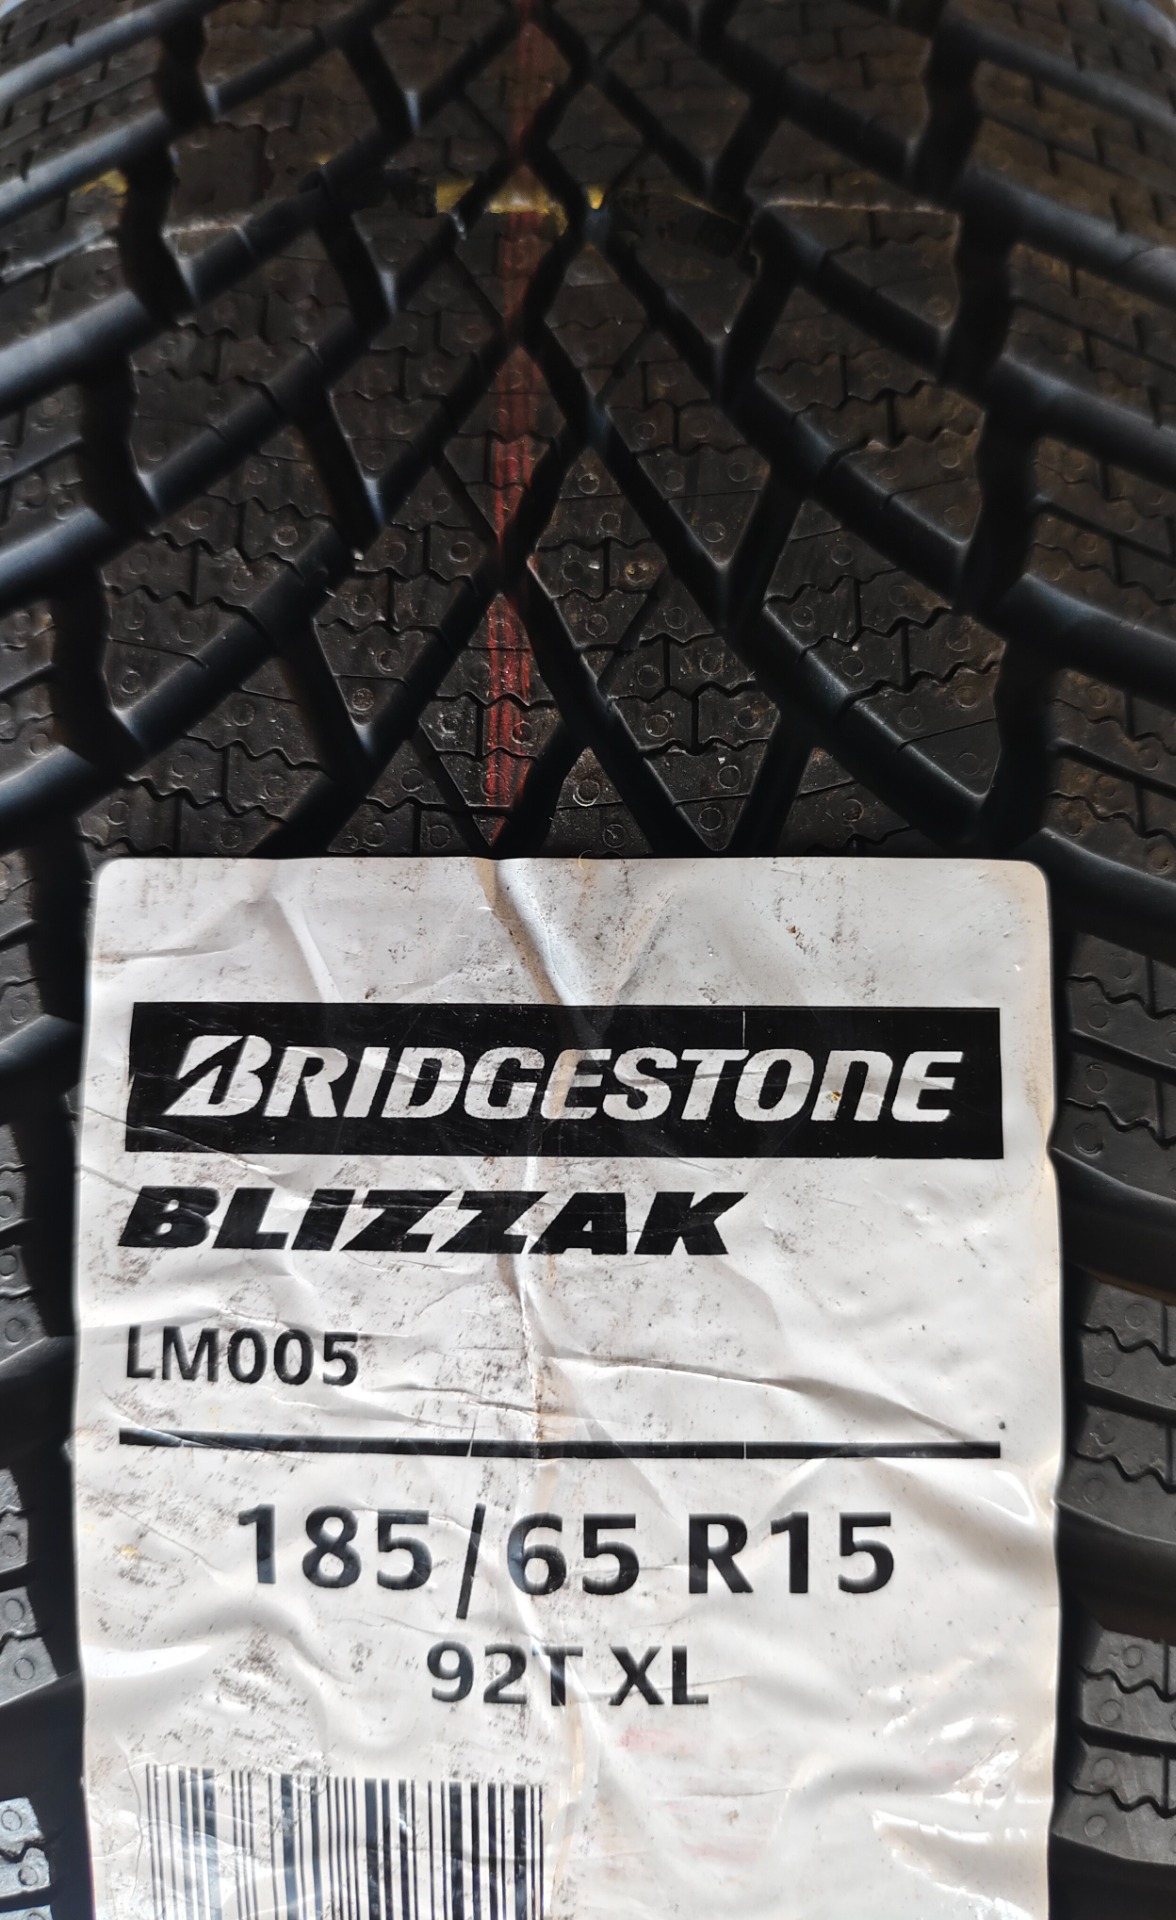 BRIDGESTONE
BLIZZAK
LM005
185/65 R15
92T XL